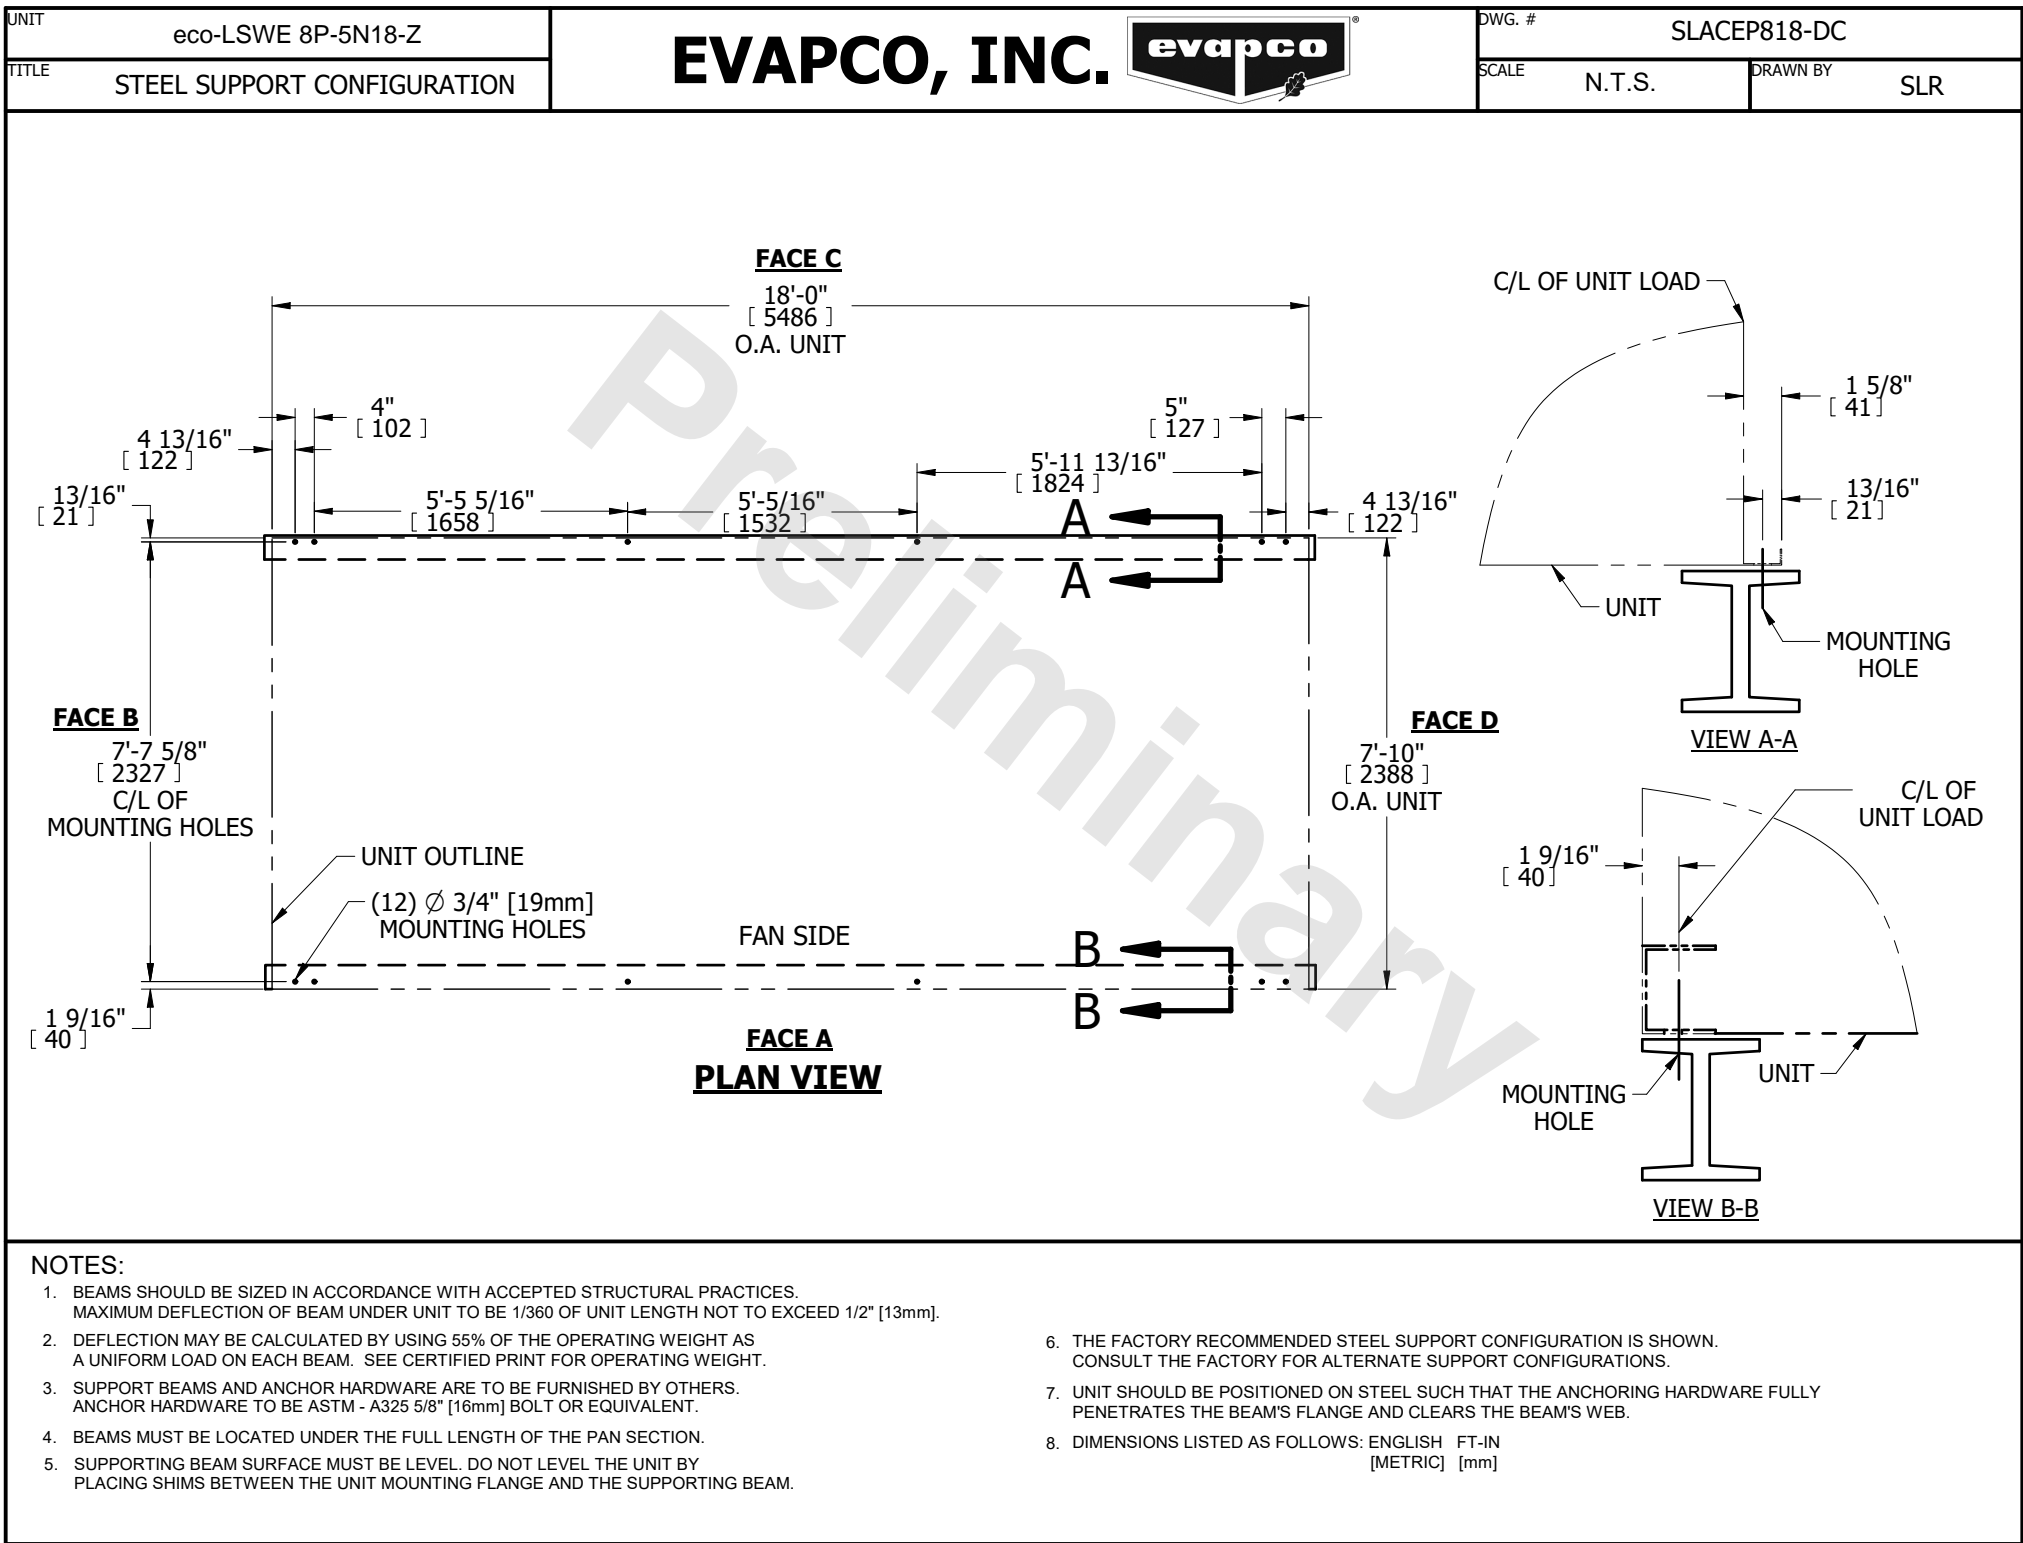 UNIT
eco-LSWE 8P-5N18-Z
TITLE
STEEL SUPPORT CONFIGURATION
EVAPCO, INC.
evapco
®
DWG. #
SLACEP818-DC
SCALE
N.T.S.
DRAWN BY
SLR
FACE C
18'-0"
[ 5486 ]
O.A. UNIT
4"
[ 102 ]
4 13/16"
[ 122 ]
13/16"
[ 21 ]
5'-5 5/16"
[ 1658 ]
5'-5/16"
[ 1532 ]
5'-11 13/16"
[ 1824 ]
5"
[ 127 ]
4 13/16"
[ 122 ]
A
A
FACE B
7'-7 5/8"
[ 2327 ]
C/L OF
MOUNTING HOLES
FACE D
7'-10"
[ 2388 ]
O.A. UNIT
UNIT OUTLINE
(12) ∅ 3/4" [19mm]
MOUNTING HOLES
FAN SIDE
B
B
1 9/16"
[ 40 ]
FACE A
PLAN VIEW
Preliminary
C/L OF UNIT LOAD
1 5/8"
[ 41 ]
13/16"
[ 21 ]
UNIT
MOUNTING
HOLE
VIEW A-A
C/L OF
UNIT LOAD
1 9/16"
[ 40 ]
UNIT
MOUNTING
HOLE
VIEW B-B
NOTES:
1. BEAMS SHOULD BE SIZED IN ACCORDANCE WITH ACCEPTED STRUCTURAL PRACTICES.
MAXIMUM DEFLECTION OF BEAM UNDER UNIT TO BE 1/360 OF UNIT LENGTH NOT TO EXCEED 1/2" [13mm].
2. DEFLECTION MAY BE CALCULATED BY USING 55% OF THE OPERATING WEIGHT AS
A UNIFORM LOAD ON EACH BEAM. SEE CERTIFIED PRINT FOR OPERATING WEIGHT.
3. SUPPORT BEAMS AND ANCHOR HARDWARE ARE TO BE FURNISHED BY OTHERS.
ANCHOR HARDWARE TO BE ASTM - A325 5/8" [16mm] BOLT OR EQUIVALENT.
4. BEAMS MUST BE LOCATED UNDER THE FULL LENGTH OF THE PAN SECTION.
5. SUPPORTING BEAM SURFACE MUST BE LEVEL. DO NOT LEVEL THE UNIT BY
PLACING SHIMS BETWEEN THE UNIT MOUNTING FLANGE AND THE SUPPORTING BEAM.
6. THE FACTORY RECOMMENDED STEEL SUPPORT CONFIGURATION IS SHOWN.
CONSULT THE FACTORY FOR ALTERNATE SUPPORT CONFIGURATIONS.
7. UNIT SHOULD BE POSITIONED ON STEEL SUCH THAT THE ANCHORING HARDWARE FULLY
PENETRATES THE BEAM'S FLANGE AND CLEARS THE BEAM'S WEB.
8. DIMENSIONS LISTED AS FOLLOWS: ENGLISH FT-IN
[METRIC] [mm]